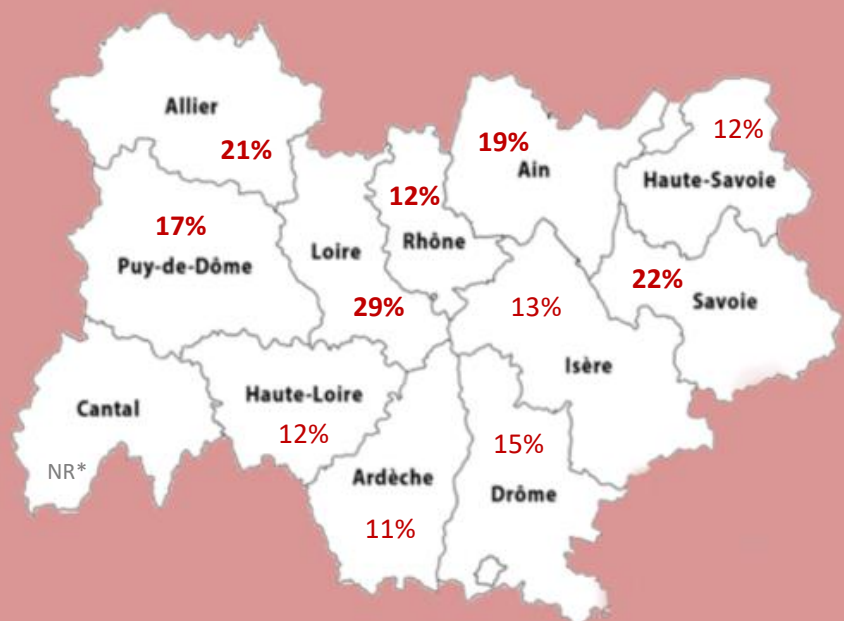 Allier
21%
19%
Ain
12%
Haute-Savoie
17%
Puy-de-Dôme
Loire
29%
12%
Rhône
22%
Savoie
13%
Isère
Cantal
NR*
Haute-Loire
12%
Ardèche
11%
15%
Drôme